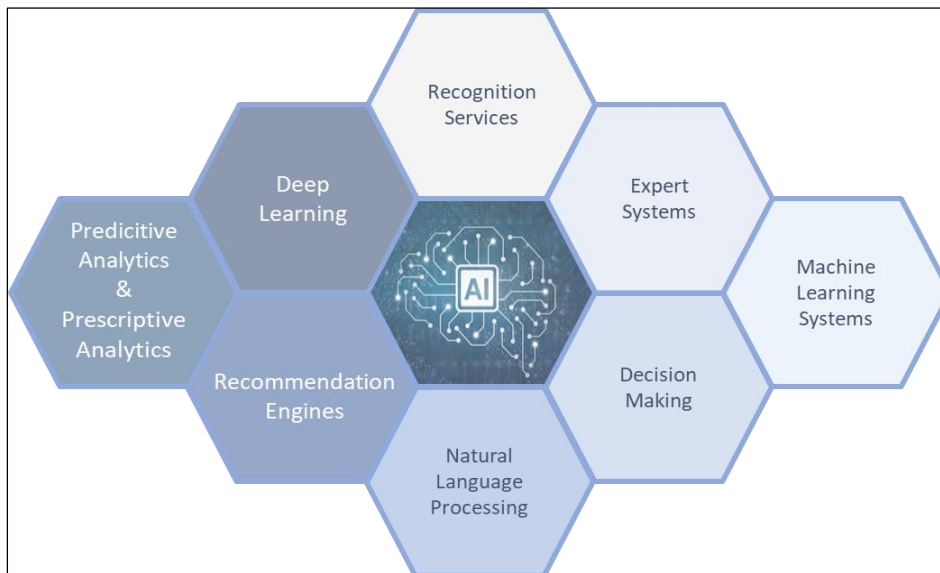 Recognition
Services
Deep
Learning
Expert
Systems
Predicitive
Analytics
&
Prescriptive
Analytics
AI
Machine
Learning
Systems
Recommendation
Engines
Decision
Making
Natural
Language
Processing